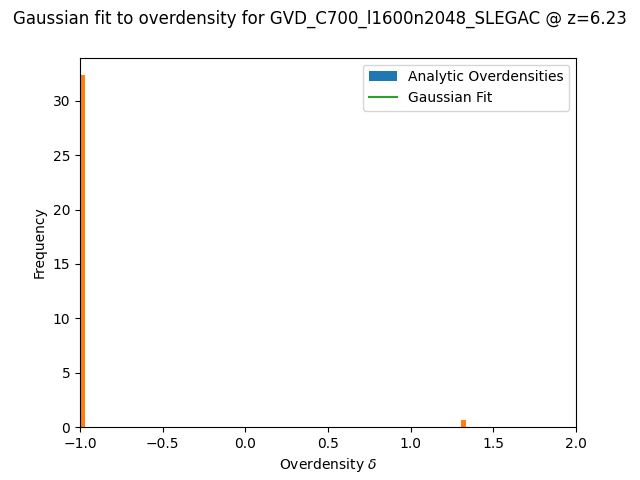 Gaussian fit to overdensity for GVD_C700_l1600n2048_SLEGAC @ z=6.23
Analytic Overdensities
Gaussian Fit
Frequency
30
25
20
15
10
5
0
−1.0 −0.5 0.0 0.5 1.0 1.5 2.0
Overdensity δ